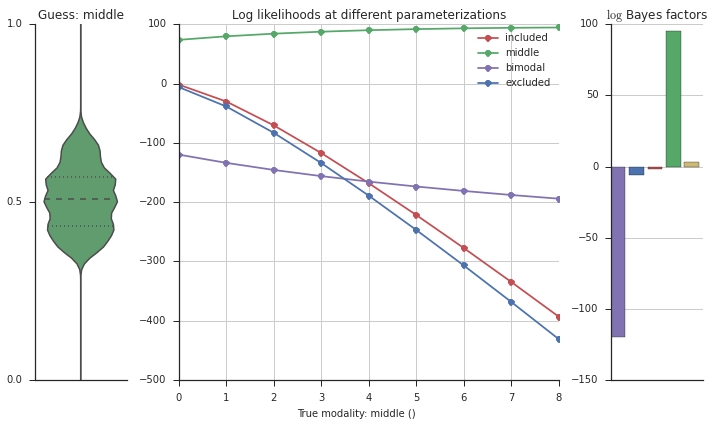 Guess: middle
1.0
0.5
0.0
Log likelihoods at different parameterizations
100
0
−100
−200
−300
−400
−500
included
middle
bimodal
excluded
0 1 2 3 4 5 6 7 8
True modality: middle ()
log Bayes factors
100
50
0
−50
−100
−150